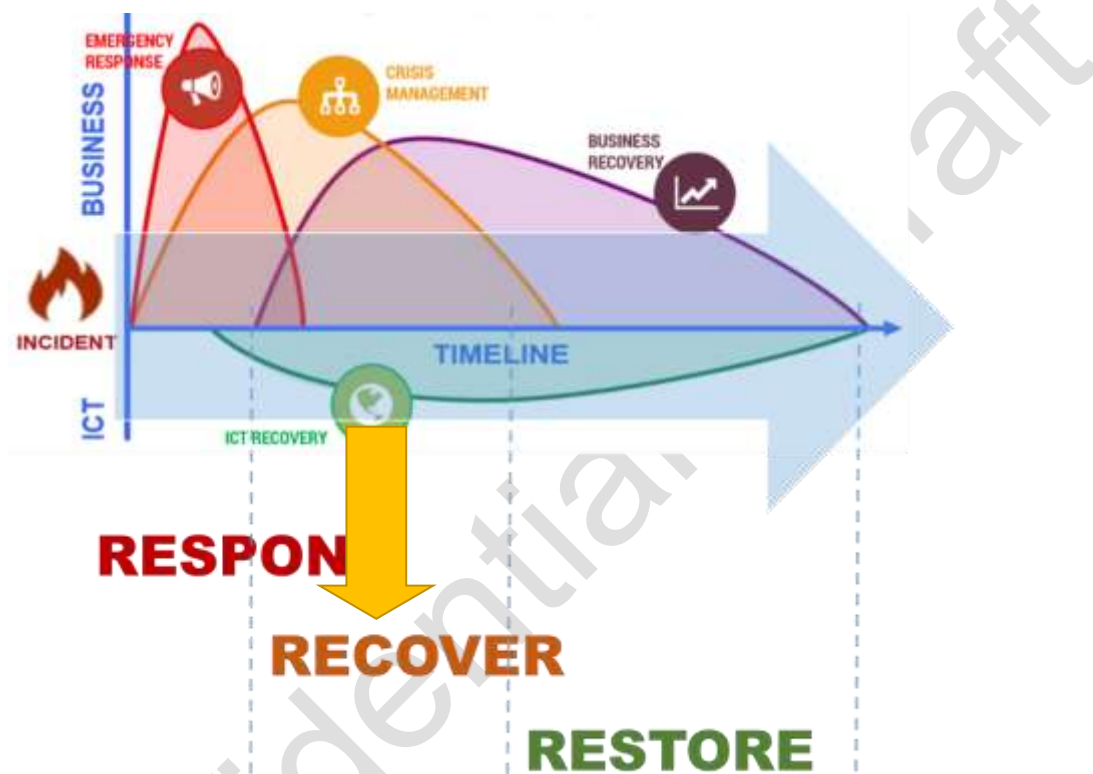 EMERGENCY
RESPONSE
CRISIS
MANAGEMENT
BUSINESS
BUSINESS
RECOVERY
INCIDENT
TIMELINE
ICT
ICT RECOVERY
RESPON
RECOVER
RESTORE